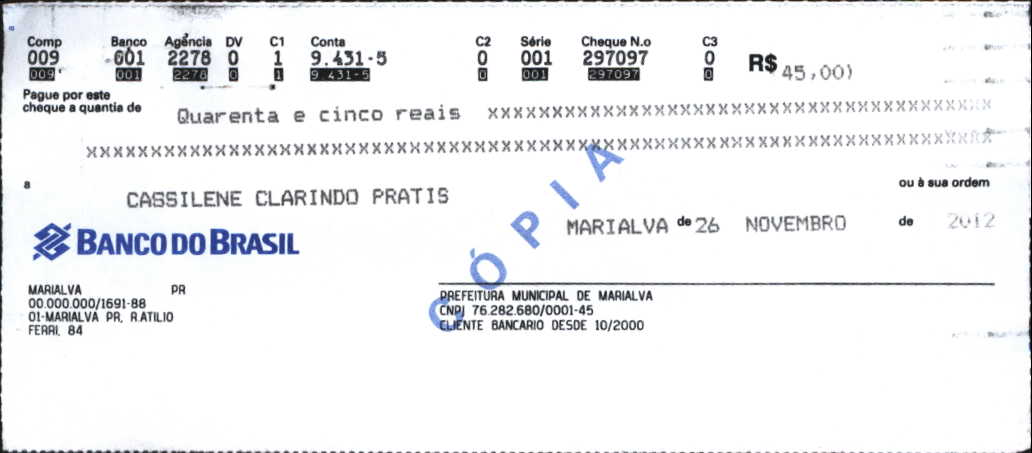 Comp Banco Agência DV C1 Conta C2 Série Cheque N.o C3
009 001 2278 0 1 9.431-5 0 001 297097 0 R$ 45,00)
009 001 2278 0 1 9 431-5 0 001 297097 0
Pague por este
cheque a quantia de Quarenta e cinco reais XXXXXXXXXXXXXXXXXXXXXXXXXXXXXXXXXXXXXXXXXXX
XXXXXXXXXXXXXXXXXXXXXXXXXXXXXXXXXXXXXXXXXXXXXXXXXXXXXXXXXXXXXXXXXXXXXXXXXXXX
a CASSILENE CLARINDO PRATIS ou à sua ordem
MARIALVA de 26 NOVEMBRO de 2012
BANCO DO BRASIL
CÓPIA
MARIALVA PR
00.000.000/1691-88
01-MARIALVA PR, R.ATILIO
FERRI, 84
PREFEITURA MUNICIPAL DE MARIALVA
CNPJ 76.282.680/0001-45
CLIENTE BANCARIO DESDE 10/2000